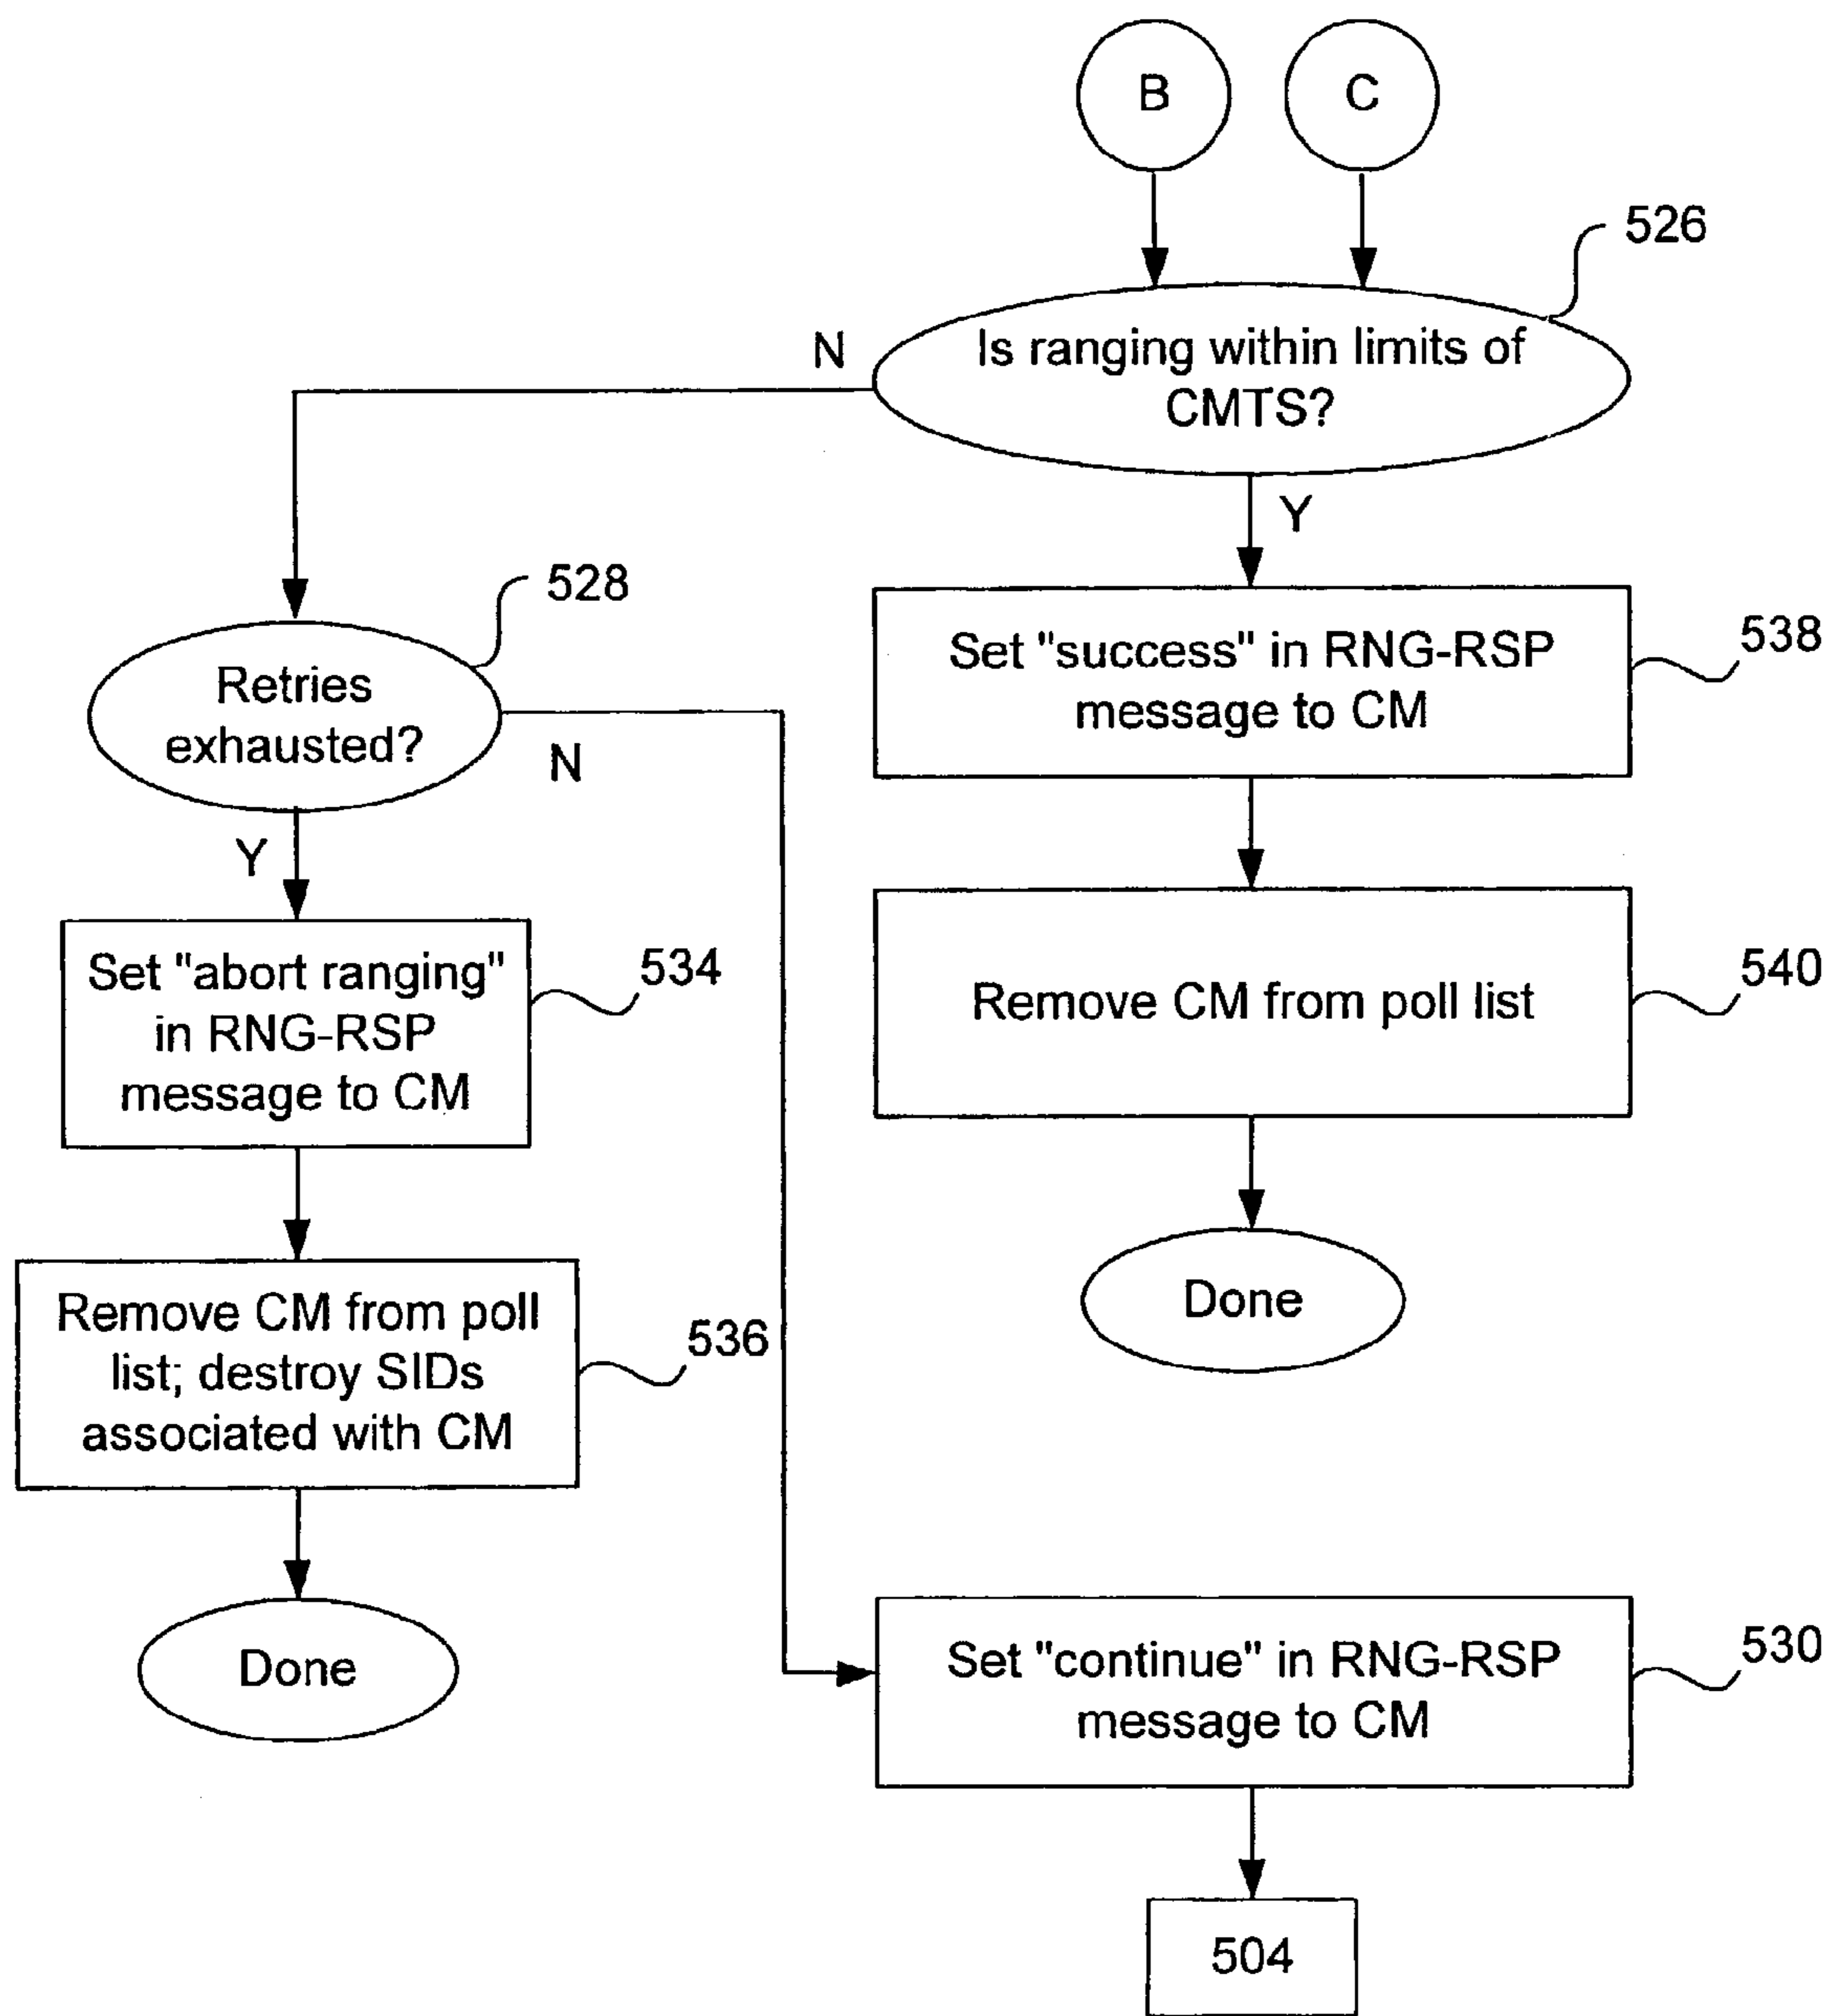 B
C
526
Is ranging within limits of
CMTS?
N
Y
528
Retries
exhausted?
N
Y
Set "success" in RNG-RSP
message to CM
538
Set "abort ranging"
in RNG-RSP
message to CM
534
Remove CM from poll list
540
Remove CM from poll
list; destroy SIDs
associated with CM
536
Done
Done
Set "continue" in RNG-RSP
message to CM
530
504